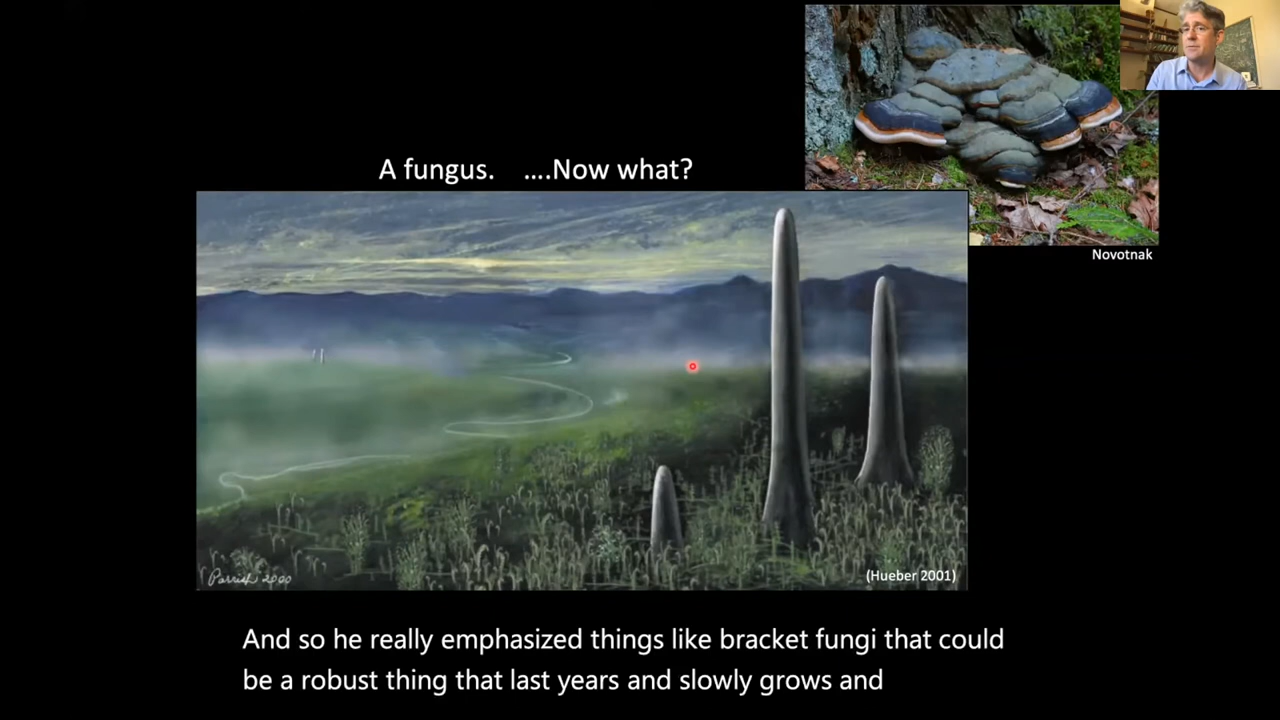 A fungus. ....Now what?
Novotnak
(Hueber 2001)
Parrish 2000
And so he really emphasized things like bracket fungi that could
be a robust thing that last years and slowly grows and